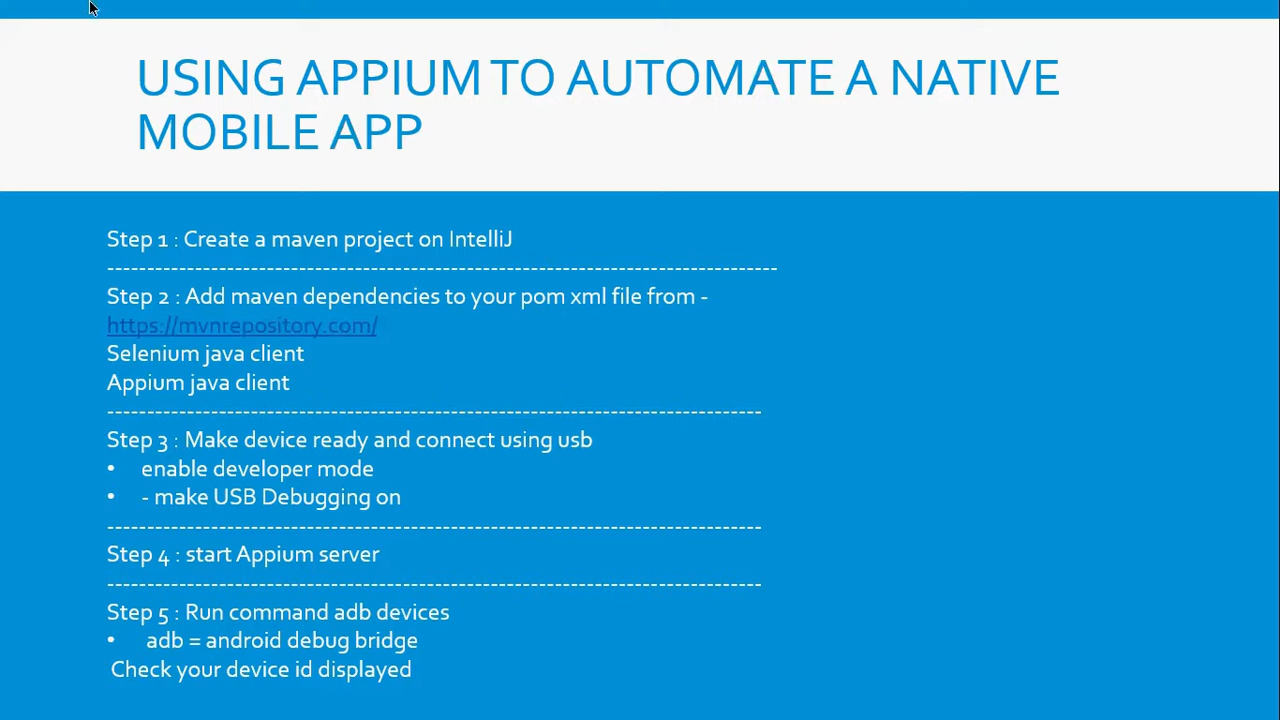 USING APPIUM TO AUTOMATE A NATIVE
MOBILE APP
Step 1 : Create a maven project on IntelliJ
------------------------------------------------------------------------------------
Step 2 : Add maven dependencies to your pom xml file from -
https://mvnrepository.com/
Selenium java client
Appium java client
----------------------------------------------------------------------------------
Step 3 : Make device ready and connect using usb
• enable developer mode
• - make USB Debugging on
----------------------------------------------------------------------------------
Step 4 : start Appium server
----------------------------------------------------------------------------------
Step 5 : Run command adb devices
• adb = android debug bridge
Check your device id displayed